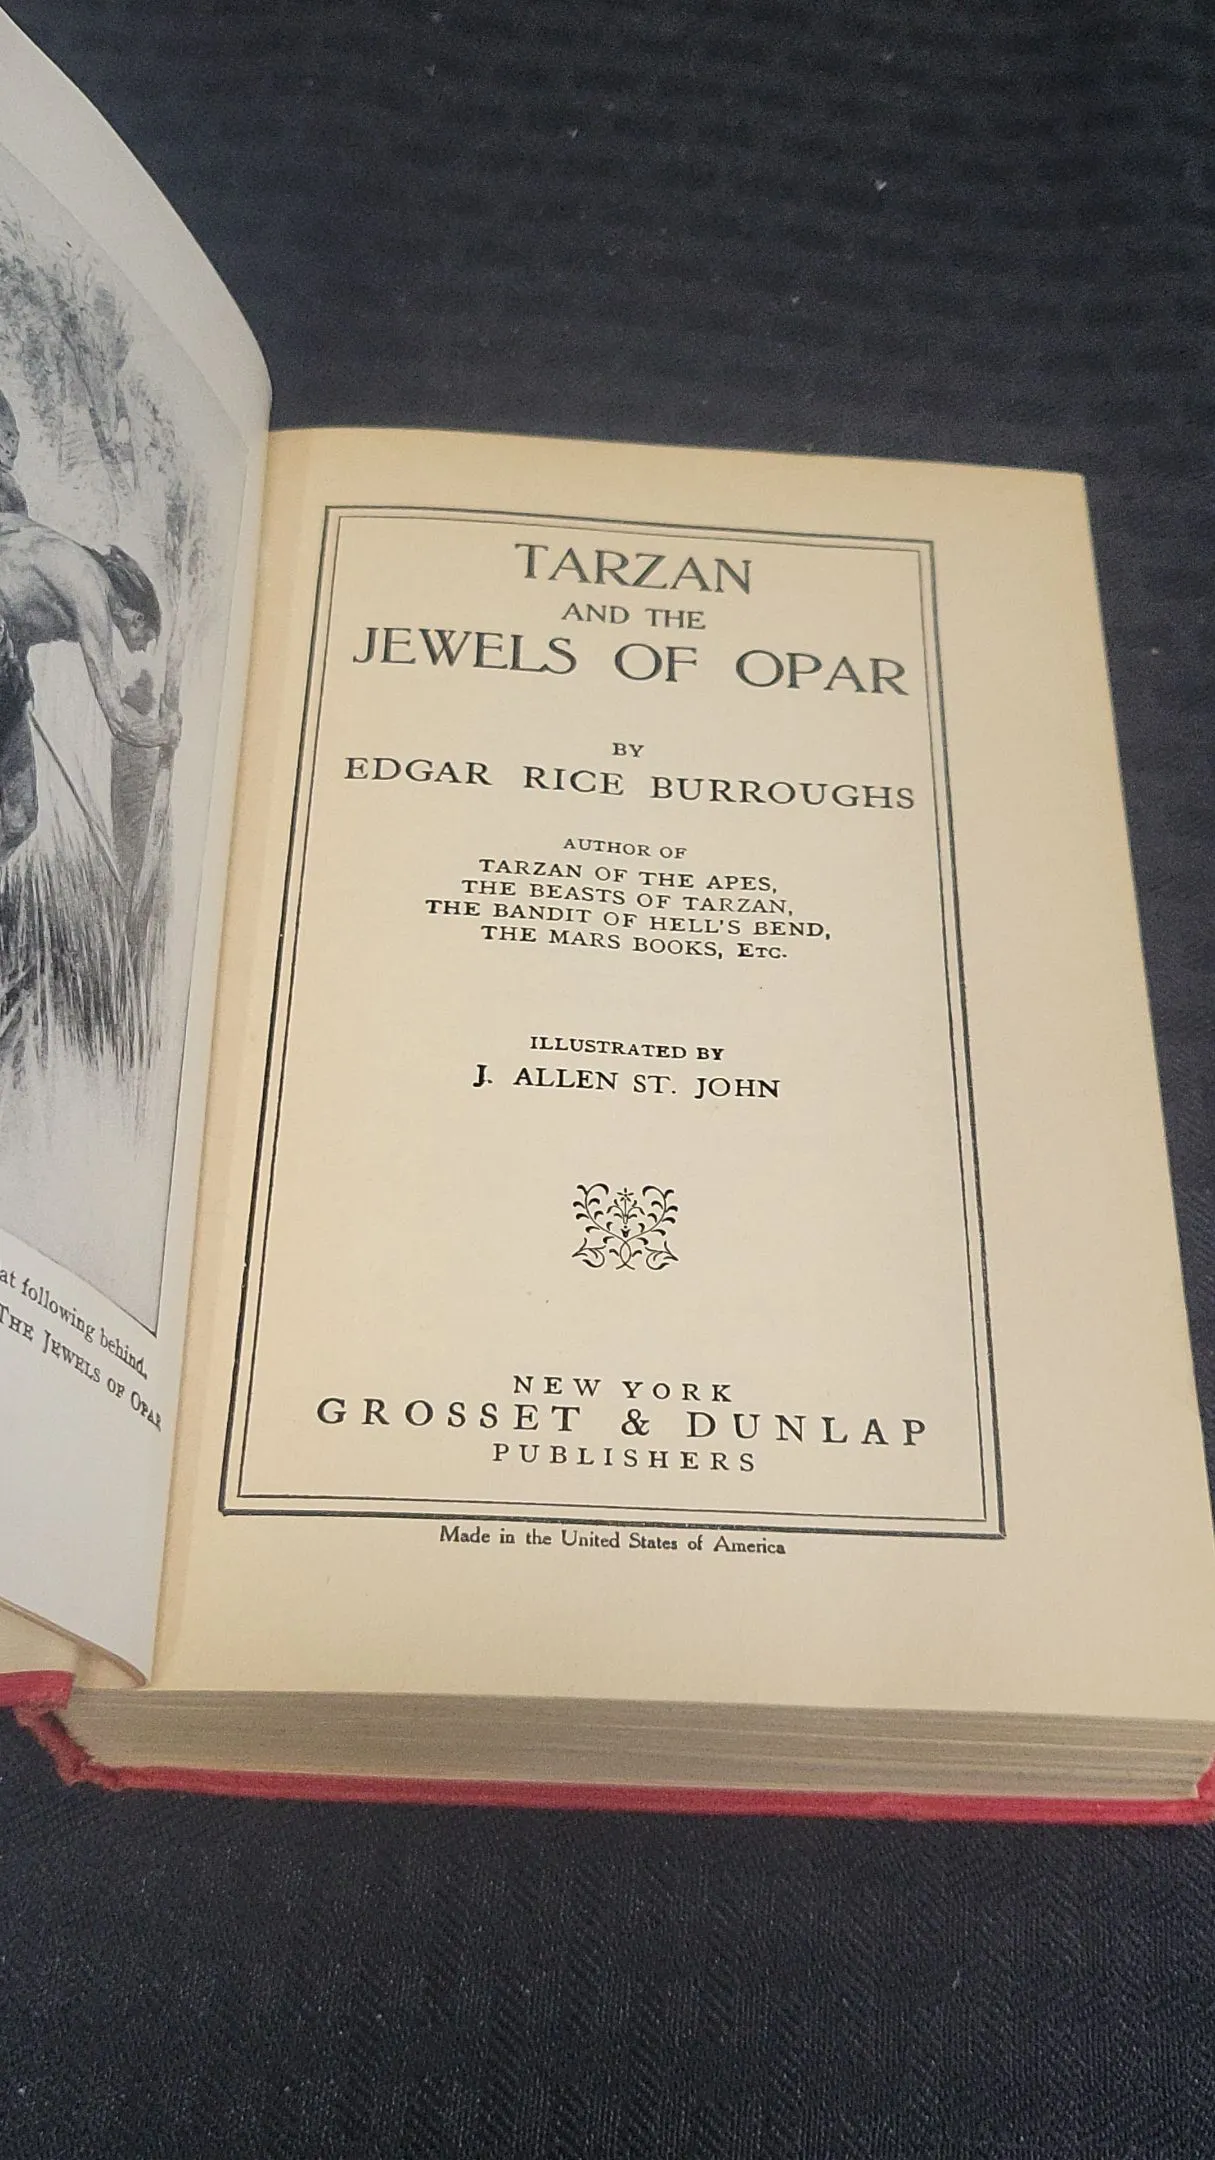 at following behind.
THE JEWELS OF OPAR
TARZAN
AND THE
JEWELS OF OPAR
BY
EDGAR RICE BURROUGHS
AUTHOR OF
TARZAN OF THE APES,
THE BEASTS OF TARZAN,
THE BANDIT OF HELL'S BEND,
THE MARS BOOKS, ETC.
ILLUSTRATED BY
J. ALLEN ST. JOHN
NEW YORK
GROSSET & DUNLAP
PUBLISHERS
Made in the United States of America